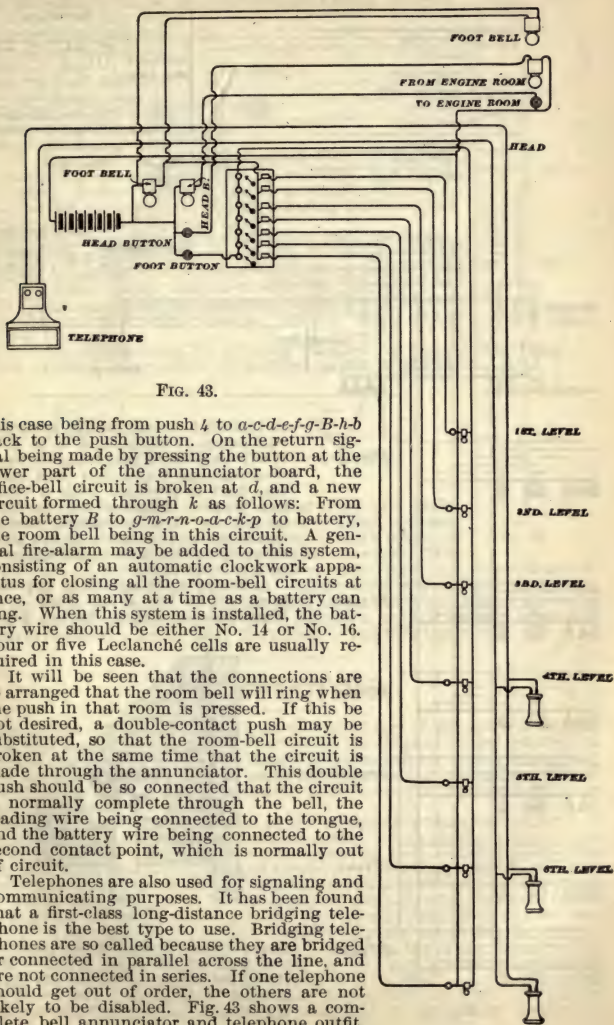 FOOT BELL
FROM ENGINE ROOM
TO ENGINE ROOM
HEAD
FOOT BELL
HEAD B.
HEAD BUTTON
FOOT BUTTON
TELEPHONE
FIG. 43.
1ST. LEVEL
2ND. LEVEL
3RD. LEVEL
4TH. LEVEL
5TH. LEVEL
6TH. LEVEL
is case being from push 4 to a-c-d-e-f-g-B-h-b
ck to the push button. On the return sig-
al being made by pressing the button at the
wer part of the annunciator board, the
fice-bell circuit is broken at d, and a new
rcuit formed through k as follows: From
e battery B to g-m-r-n-o-a-c-k-p to battery,
e room bell being in this circuit. A gen-
al fire-alarm may be added to this system,
onsisting of an automatic clockwork appa-
tus for closing all the room-bell circuits at
nce, or as many at a time as a battery can
ng. When this system is installed, the bat-
ry wire should be either No. 14 or No. 16.
our or five Leclanché cells are usually re-
uired in this case.
It will be seen that the connections are
arranged that the room bell will ring when
e push in that room is pressed. If this be
ot desired, a double-contact push may be
ubstituted, so that the room-bell circuit is
roken at the same time that the circuit is
ade through the annunciator. This double
ush should be so connected that the circuit
normally complete through the bell, the
ading wire being connected to the tongue,
nd the battery wire being connected to the
econd contact point, which is normally out
f circuit.
Telephones are also used for signaling and
ommunicating purposes. It has been found
hat a first-class long-distance bridging tele-
hone is the best type to use. Bridging tele-
hones are so called because they are bridged
r connected in parallel across the line, and
re not connected in series. If one telephone
hould get out of order, the others are not
kely to be disabled. Fig. 43 shows a com-
lete bell annunciator and telephone outfit